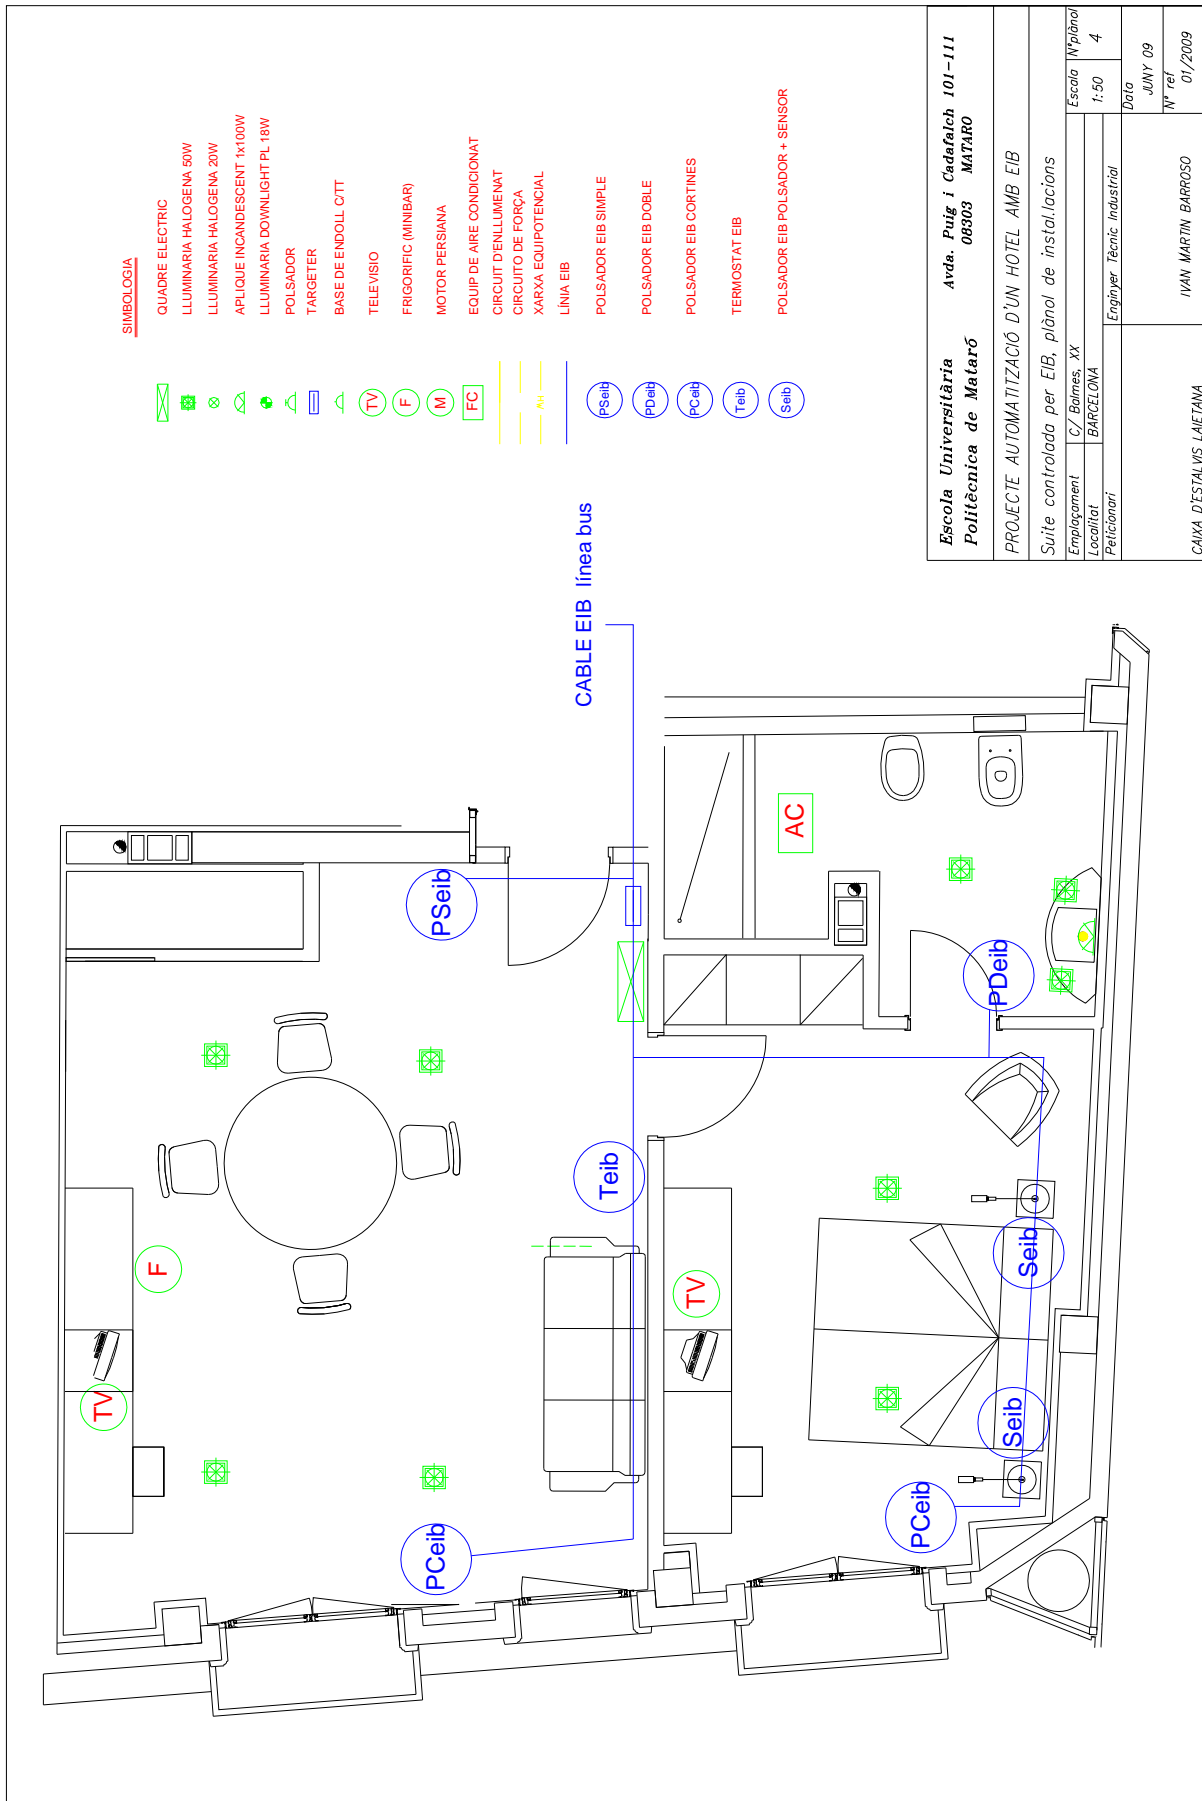 SIMBOLOGIA
QUADRE ELECTRIC
LLUMINARIA HALOGENA 50W
LLUMINARIA HALOGENA 20W
APLIQUE INCANDESCENT 1x100W
LLUMINARIA DOWNLIGHT PL 18W
POLSADOR
TARGETER
BASE DE ENDOLL C/TT
TV TELEVISIO
F FRIGORIFIC (MINIBAR)
M MOTOR PERSIANA
FC EQUIP DE AIRE CONDICIONAT
CIRCUIT D'ENLLUMENAT
CIRCUITO DE FORÇA
XARXA EQUIPOTENCIAL
LÍNIA EIB
PSeib POLSADOR EIB SIMPLE
PDeib POLSADOR EIB DOBLE
PCeib POLSADOR EIB CORTINES
Teib TERMOSTAT EIB
Seib POLSADOR EIB POLSADOR + SENSOR
CABLE EIB línea bus
TV
F
PSeib
PCeib
Teib
TV
AC
PDeib
Seib
Seib
PCeib
Escola Universitària
Politècnica de Mataró
Avda. Puig i Cadafalch 101-111
08303 MATARO
PROJECTE AUTOMATITZACIÓ D'UN HOTEL AMB EIB
Suite controlada per EIB, plànol de instal.lacions
Emplaçament C/ Balmes, XX
Localitat BARCELONA
Escala 1:50
Nºplànol 4
Peticionari
CAIXA D'ESTALVIS LAIETANA
Enginyer Tècnic Industrial
IVAN MARTIN BARROSO
Data
JUNY 09
Nº ref
01/2009